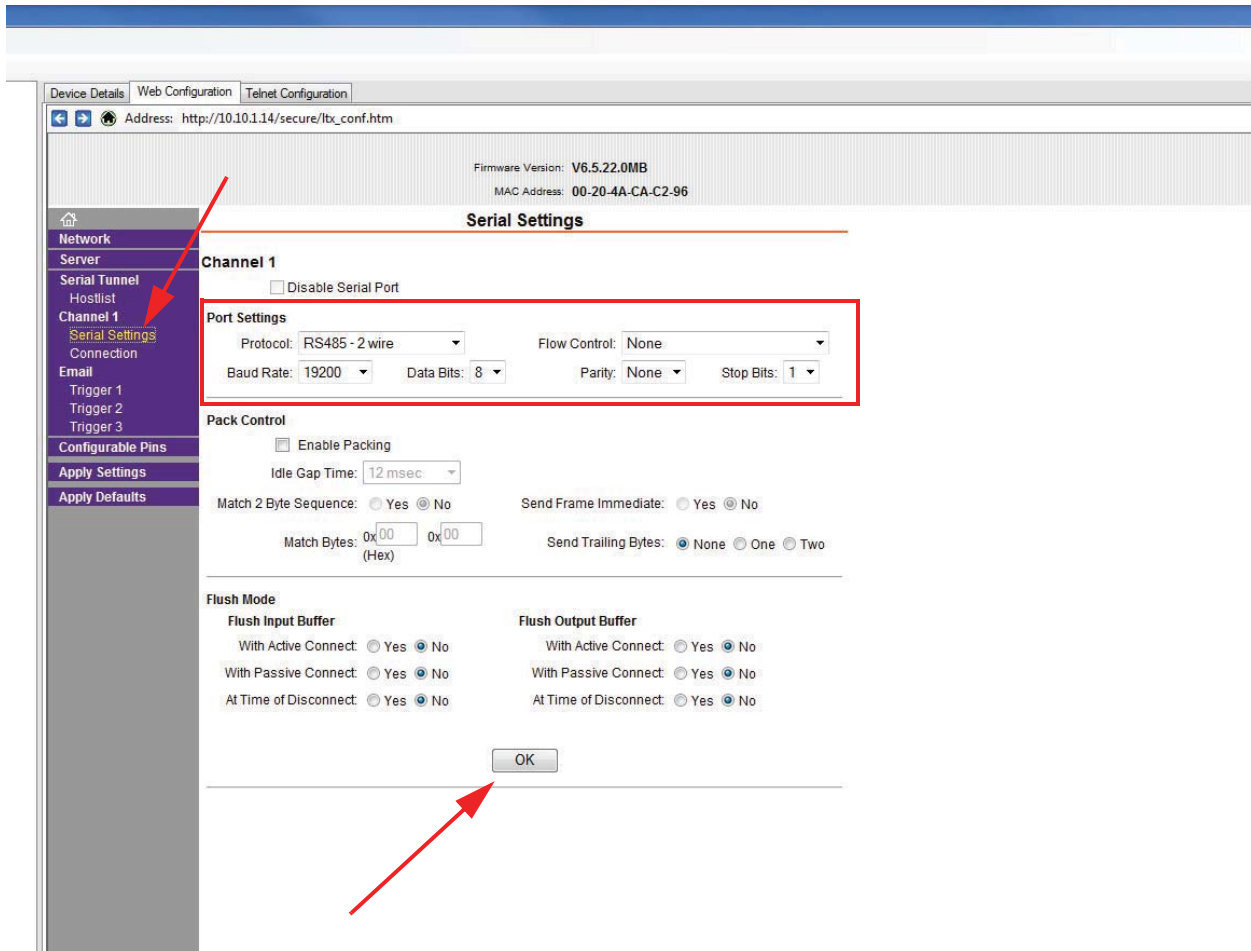 Device Details Web Configuration Telnet Configuration
Address: http://10.10.1.14/secure/ltx_conf.htm
Firmware Version: V6.5.22.0MB
MAC Address: 00-20-4A-CA-C2-96
Network
Server
Serial Tunnel
Hostlist
Channel 1
Serial Settings
Connection
Email
Trigger 1
Trigger 2
Trigger 3
Configurable Pins
Apply Settings
Apply Defaults
Serial Settings
Channel 1
Disable Serial Port
Port Settings
Protocol: RS485 - 2 wire Flow Control: None
Baud Rate: 19200 Data Bits: 8 Parity: None Stop Bits: 1
Pack Control
Enable Packing
Idle Gap Time: 12 msec
Match 2 Byte Sequence: Yes No Send Frame Immediate: Yes No
Match Bytes: 0x 00 0x 00 Send Trailing Bytes: None One Two
(Hex)
Flush Mode
Flush Input Buffer Flush Output Buffer
With Active Connect: Yes No With Active Connect: Yes No
With Passive Connect: Yes No With Passive Connect: Yes No
At Time of Disconnect: Yes No At Time of Disconnect: Yes No
OK